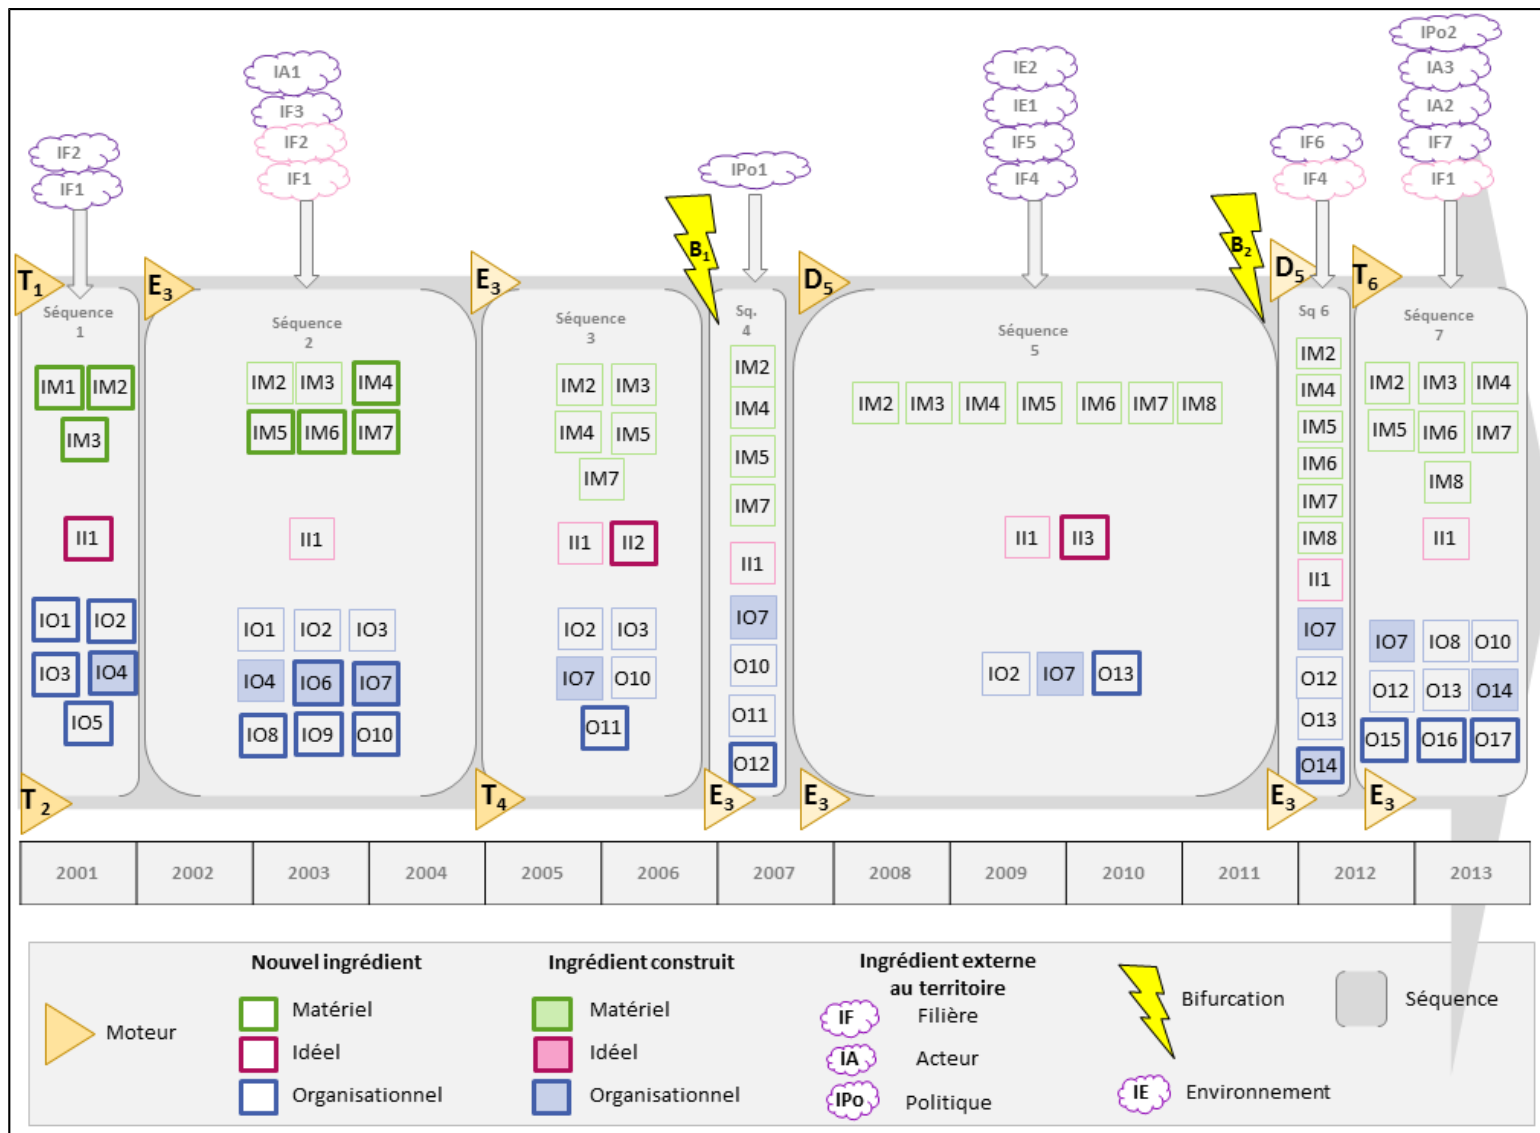 IPo2
IA1
IE2
IA3
IF3
IE1
IA2
IF2
IF2
IF5
IF6
IF7
IF1
IF1
IPo1
IF4
IF4
IF1
B1
B2
T1
E3
E3
D5
D5
T6
Séquence
1
Séquence
2
Séquence
3
Sq.
4
Séquence
5
Sq 6
Séquence
7
IM1 IM2
IM3
II1
IO1 IO2
IO3 IO4
IO5
IM2 IM3 IM4
IM5 IM6 IM7
II1
IO1 IO2 IO3
IO4 IO6 IO7
IO8 IO9 O10
IM2 IM3
IM4 IM5
IM7
II1 II2
IO2 IO3
IO7 O10
O11
IM2
IM4
IM5
IM7
II1
IO7
O10
O11
O12
IM2 IM3 IM4 IM5 IM6 IM7 IM8
II1 II3
IO2 IO7 O13
IM2
IM4
IM5
IM6
IM7
IM8
II1
IO7
O12
O13
O14
IM2 IM3 IM4
IM5 IM6 IM7
IM8
II1
IO7 IO8 O10
O12 O13 O14
O15 O16 O17
T2
T4
E3
E3
E3
E3
2001 2002 2003 2004 2005 2006 2007 2008 2009 2010 2011 2012 2013
Moteur
Nouvel ingrédient
Matériel
Idéel
Organisationnel
Ingrédient construit
Matériel
Idéel
Organisationnel
Ingrédient externe
au territoire
IF Filière
IA Acteur
IPo Politique
Bifurcation
IE Environnement
Séquence